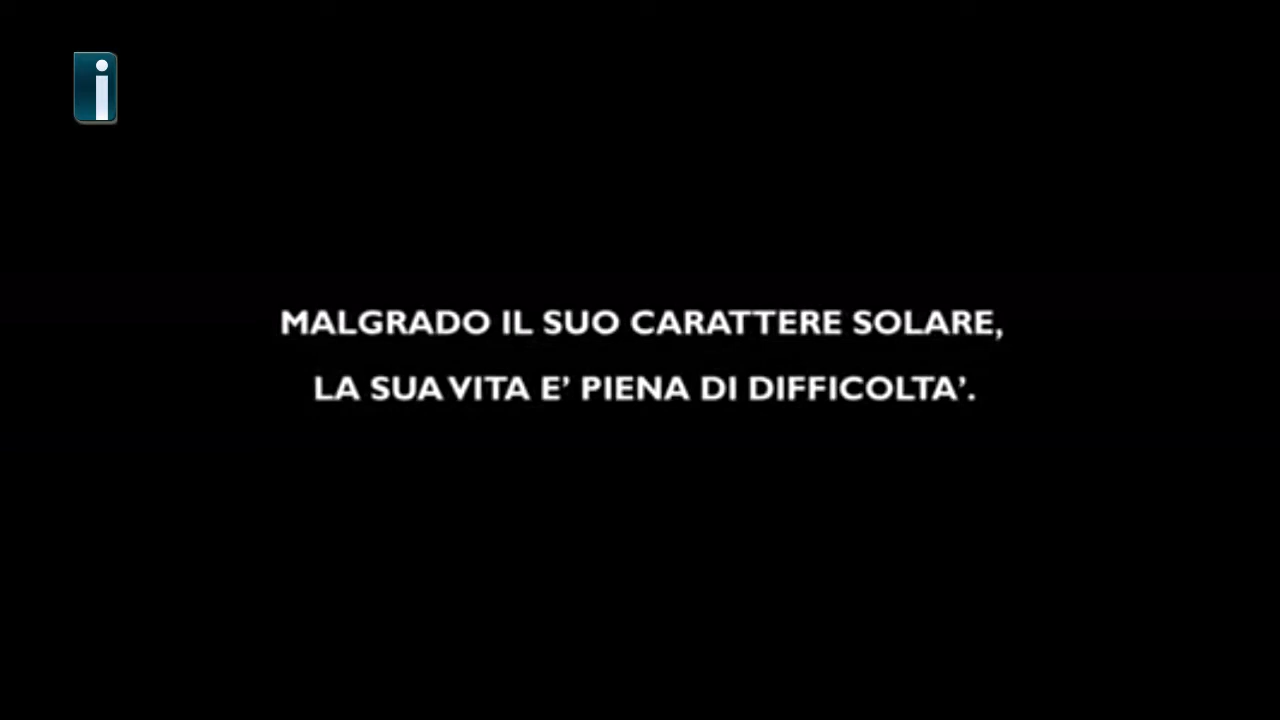 i
MALGRADO IL SUO CARATTERE SOLARE,
LA SUA VITA E’ PIENA DI DIFFICOLTA’.